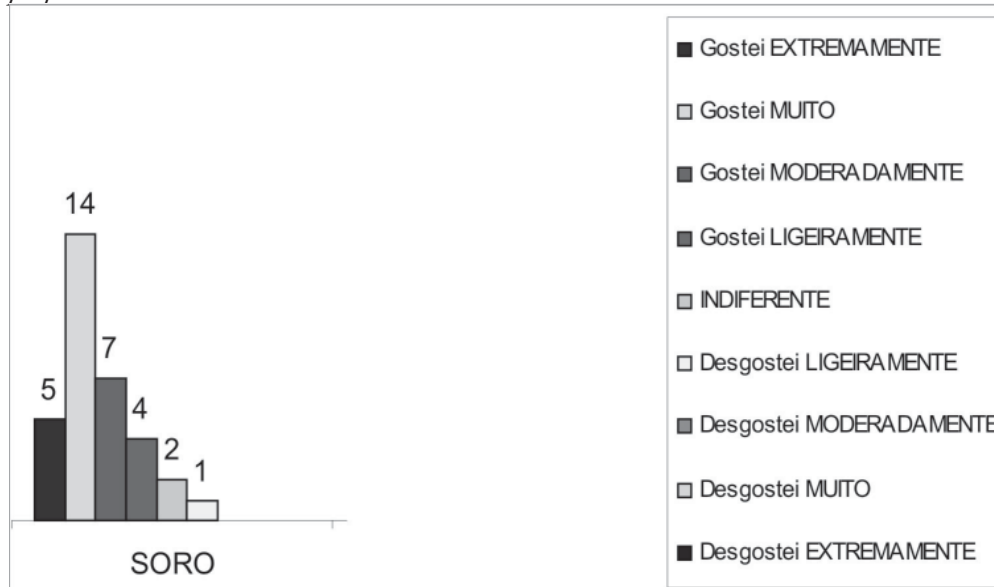 14
7
5
4
2
1
SORO
Gostei EXTREMAMENTE
Gostei MUITO
Gostei MODERADAMENTE
Gostei LIGEIRAMENTE
INDIFERENTE
Desgostei LIGEIRAMENTE
Desgostei MODERADAMENTE
Desgostei MUITO
Desgostei EXTREMAMENTE